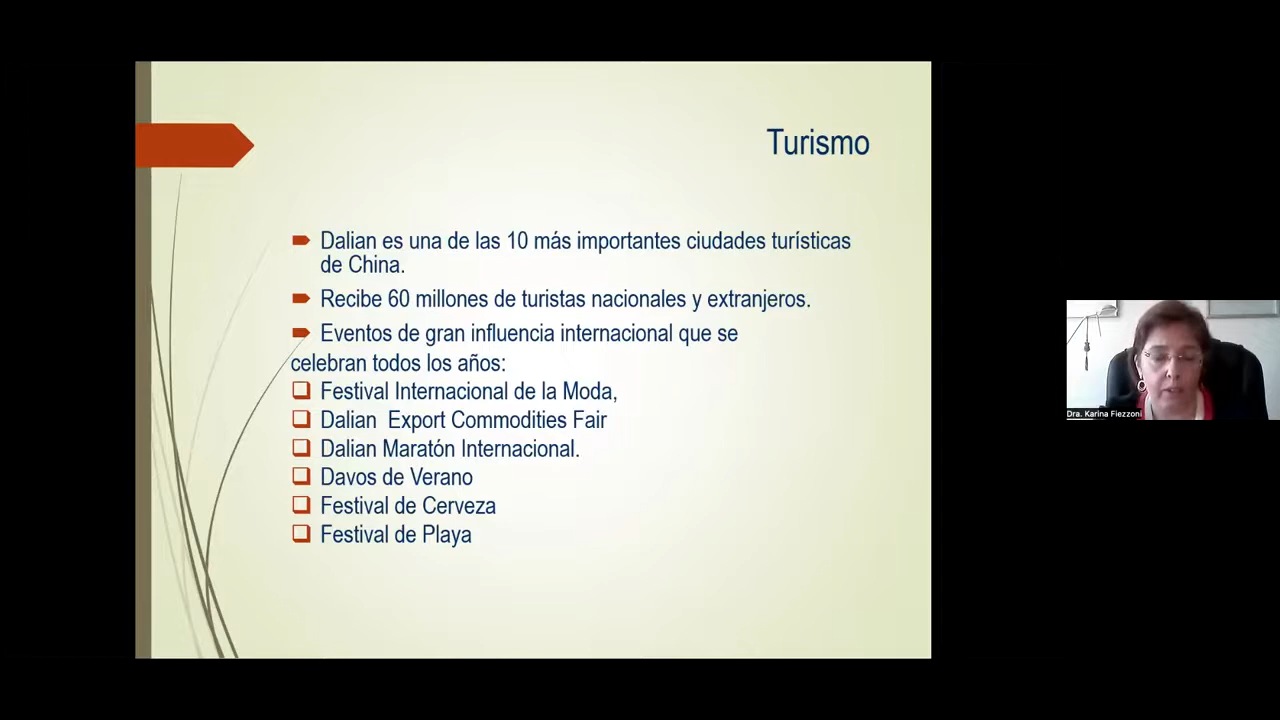 Turismo
Dalian es una de las 10 más importantes ciudades turísticas
de China.
Recibe 60 millones de turistas nacionales y extranjeros.
Eventos de gran influencia internacional que se
celebran todos los años:
Festival Internacional de la Moda,
Dalian  Export Commodities Fair
Dalian Maratón Internacional.
Davos de Verano
Festival de Cerveza
Festival de Playa
Dra. Karina Fiezzoni